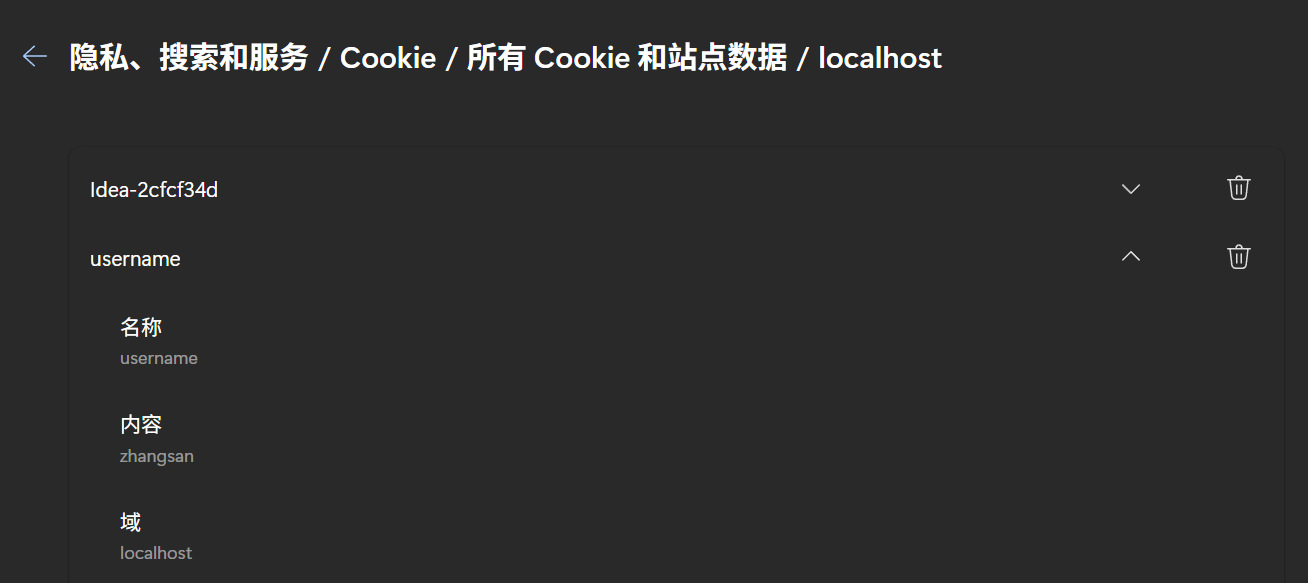 隐私、搜索和服务 / Cookie / 所有 Cookie 和站点数据 / localhost
Idea-2cfcf34d
username
名称
username
内容
zhangsan
域
localhost